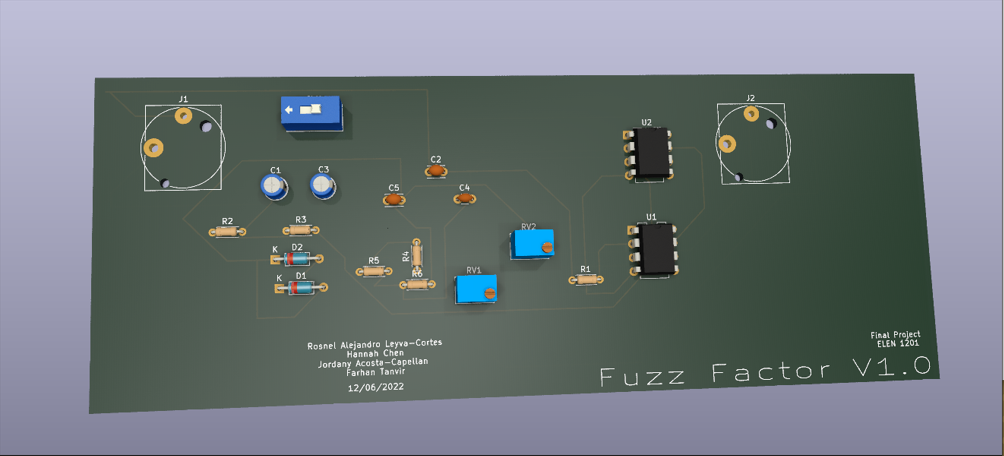 J1
J2
U2
C2
C1
C3
C5
C4
R2
R3
RV2
U1
K
D2
R4
R5
R6
RV1
R1
K
D1
Rosnel Alejandro Leyva-Cortes
Hannah Chen
Jordany Acosta-Capellan
Farhan Tanvir
12/06/2022
Final Project
ELEN 1201
Fuzz Factor V1.0